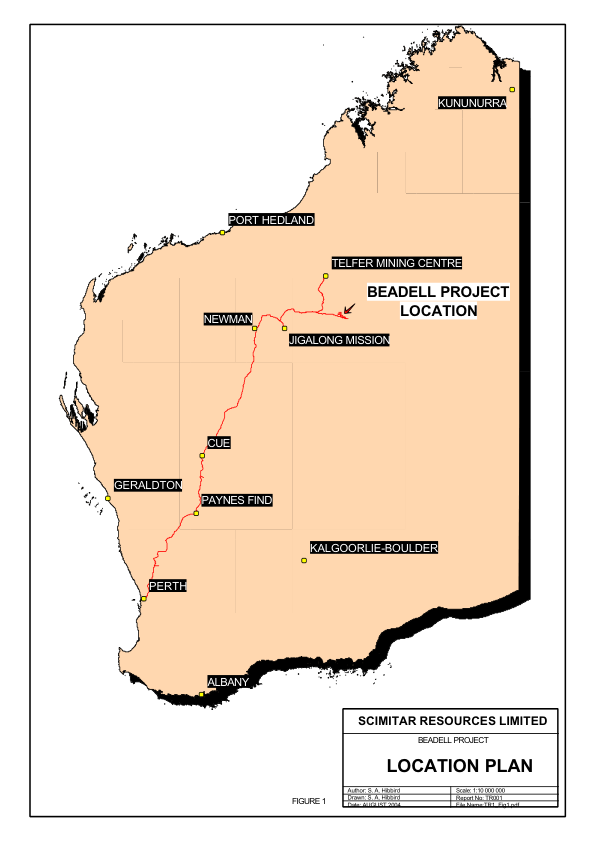 KUNUNURRA
PORT HEDLAND
TELFER MINING CENTRE
BEADELL PROJECT
LOCATION
NEWMAN
JIGALONG MISSION
CUE
GERALDTON
PAYNES FIND
KALGOORLIE-BOULDER
PERTH
ALBANY
SCIMITAR RESOURCES LIMITED
BEADELL PROJECT
LOCATION PLAN
Author: S. A. Hibbird
Scale: 1:10 000 000
Drawn: S. A. Hibbird
Report No: TR001
Date: AUGUST 2004
File Name:TR1_Fig1.pdf
FIGURE 1